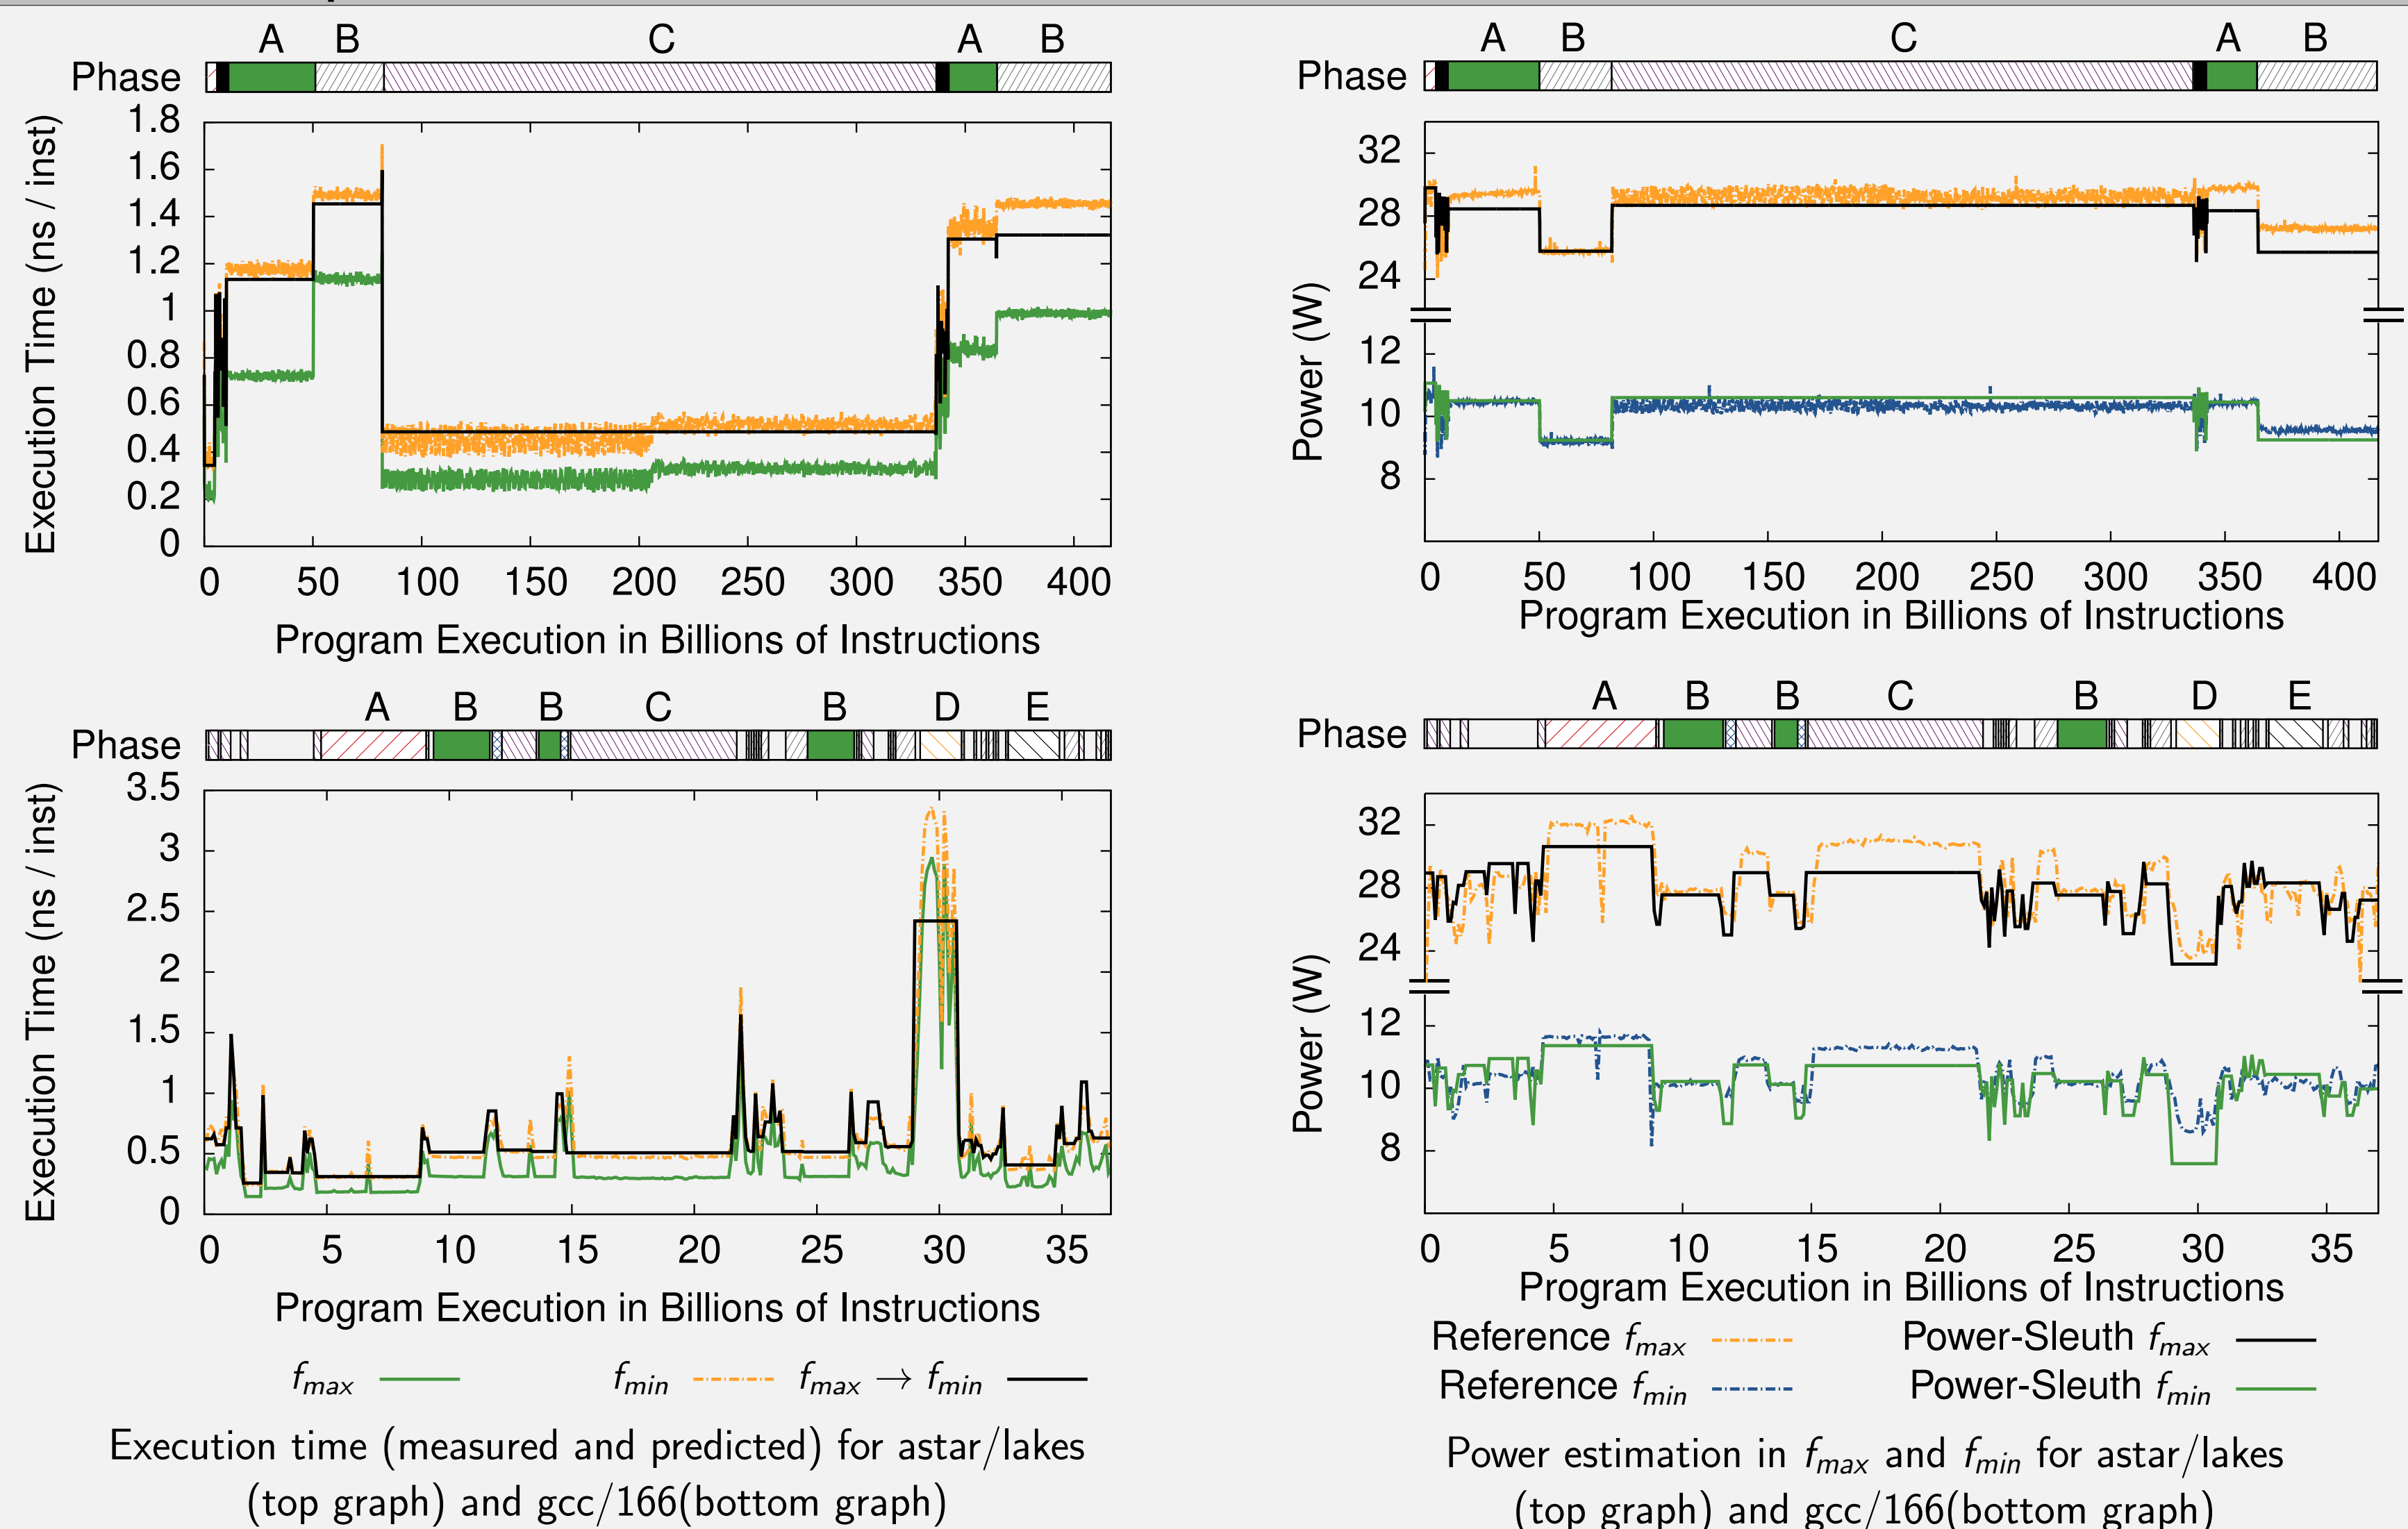 A B C A B
Phase
Execution Time (ns / inst)
1.8
1.6
1.4
1.2
1
0.8
0.6
0.4
0.2
0
0 50 100 150 200 250 300 350 400
Program Execution in Billions of Instructions
A B C A B
Phase
Power (W)
32
28
24
12
10
8
0 50 100 150 200 250 300 350 400
Program Execution in Billions of Instructions
A B B C B D E
Phase
Execution Time (ns / inst)
3.5
3
2.5
2
1.5
1
0.5
0
0 5 10 15 20 25 30 35
Program Execution in Billions of Instructions
fmax fmin fmax → fmin
Execution time (measured and predicted) for astar/lakes
(top graph) and gcc/166(bottom graph)
A B B C B D E
Phase
Power (W)
32
28
24
12
10
8
0 5 10 15 20 25 30 35
Program Execution in Billions of Instructions
Reference fmax Power-Sleuth fmax
Reference fmin Power-Sleuth fmin
Power estimation in fmax and fmin for astar/lakes
(top graph) and gcc/166(bottom graph)